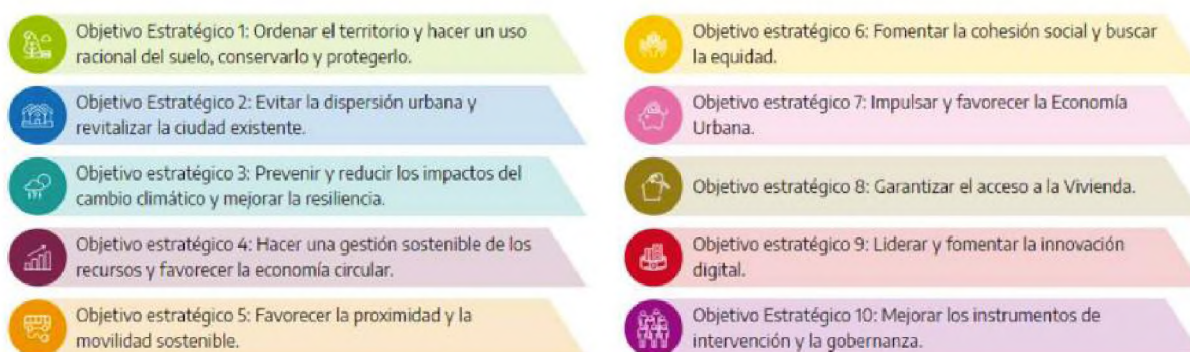 Objetivo Estratégico 1: Ordenar el territorio y hacer un uso
racional del suelo, conservarlo y protegerlo.
Objetivo Estratégico 2: Evitar la dispersión urbana y
revitalizar la ciudad existente.
Objetivo estratégico 3: Prevenir y reducir los impactos del
cambio climático y mejorar la resiliencia.
Objetivo estratégico 4: Hacer una gestión sostenible de los
recursos y favorecer la economía circular.
Objetivo estratégico 5: Favorecer la proximidad y la
movilidad sostenible.
Objetivo estratégico 6: Fomentar la cohesión social y buscar
la equidad.
Objetivo estratégico 7: Impulsar y favorecer la Economía
Urbana.
Objetivo estratégico 8: Garantizar el acceso a la Vivienda.
Objetivo estratégico 9: Liderar y fomentar la innovación
digital.
Objetivo Estratégico 10: Mejorar los instrumentos de
intervención y la gobernanza.